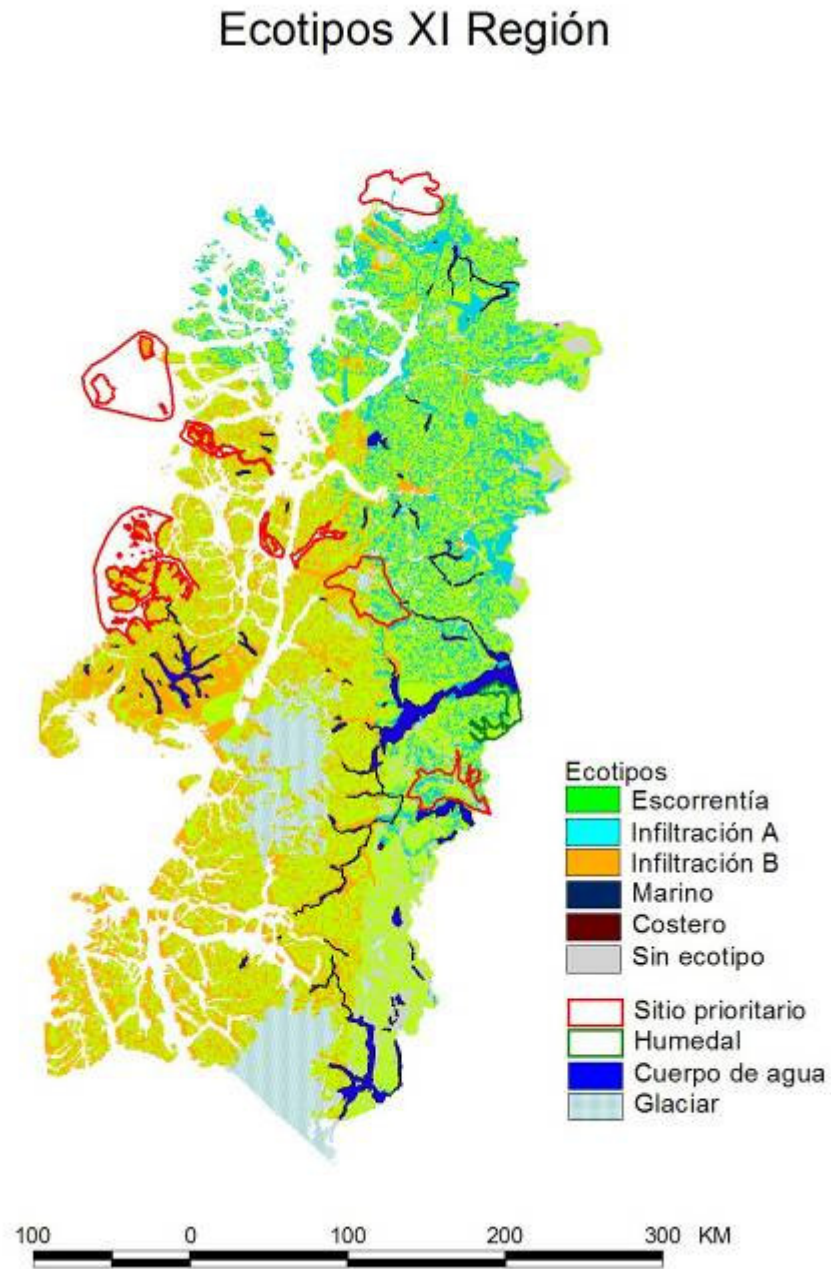 Ecotipos XI Región
Ecotipos
Escorrentía
Infiltración A
Infiltración B
Marino
Costero
Sin ecotipo
Sitio prioritario
Humedal
Cuerpo de agua
Glaciar
100 0 100 200 300 KM